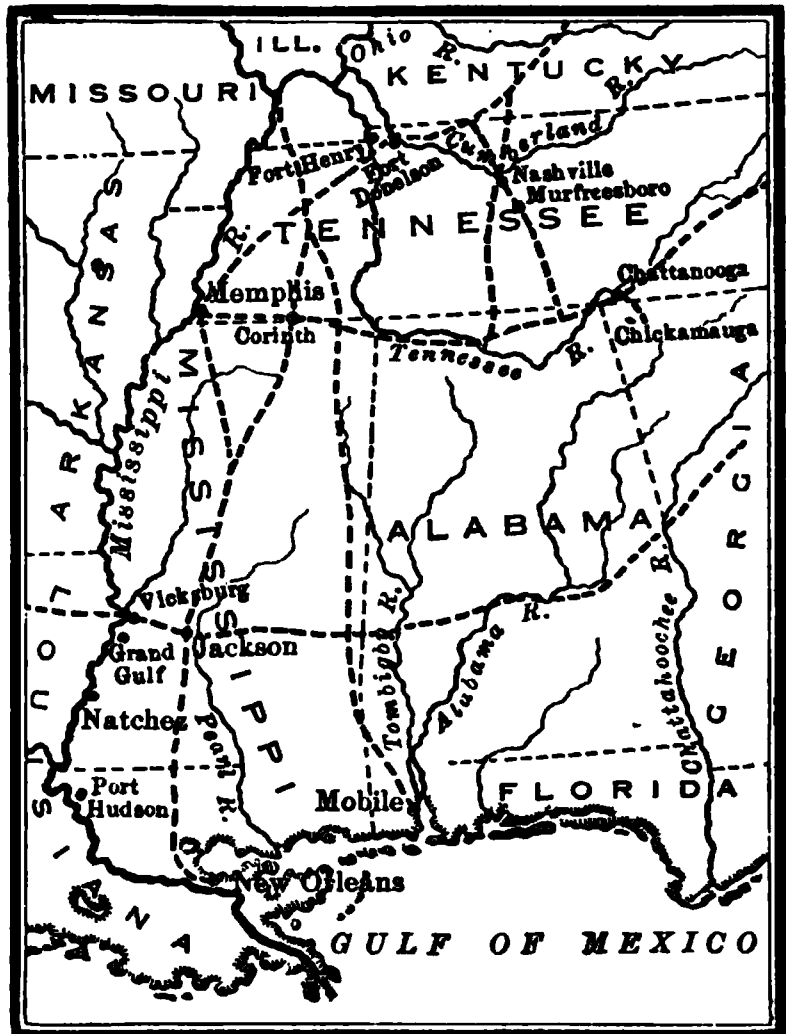 ILL.
Ohio R.
KENTUCKY
MISSOURI
Cumberland R.
Fort Henry
Fort
Donelson
Nashville
Murfreesboro
TENNESSEE
ARKANSAS
Mississippi R.
Memphis
Corinth
Chattanooga
Chickamauga
Tennessee R.
MISSISSIPPI
ALABAMA
GEORGIA
Vicksburg
Grand
Gulf
Jackson
LOUISIANA
Natchez
Pearl R.
Tombigby R.
Alabama R.
Chattahoochee R.
Port
Hudson
Mobile
FLORIDA
New Orleans
GULF OF MEXICO